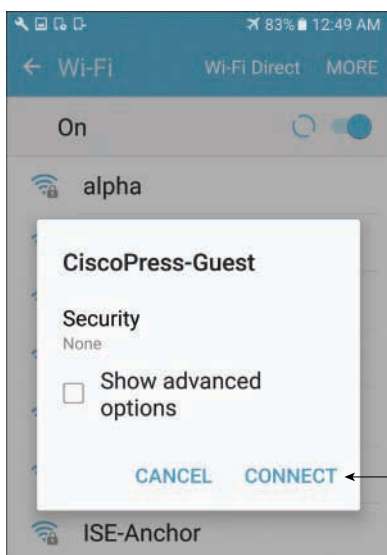 83% 12:49 AM
Wi-Fi Wi-Fi Direct MORE
On
alpha
CiscoPress-Guest
Security
None
Show advanced
options
CANCEL CONNECT
ISE-Anchor